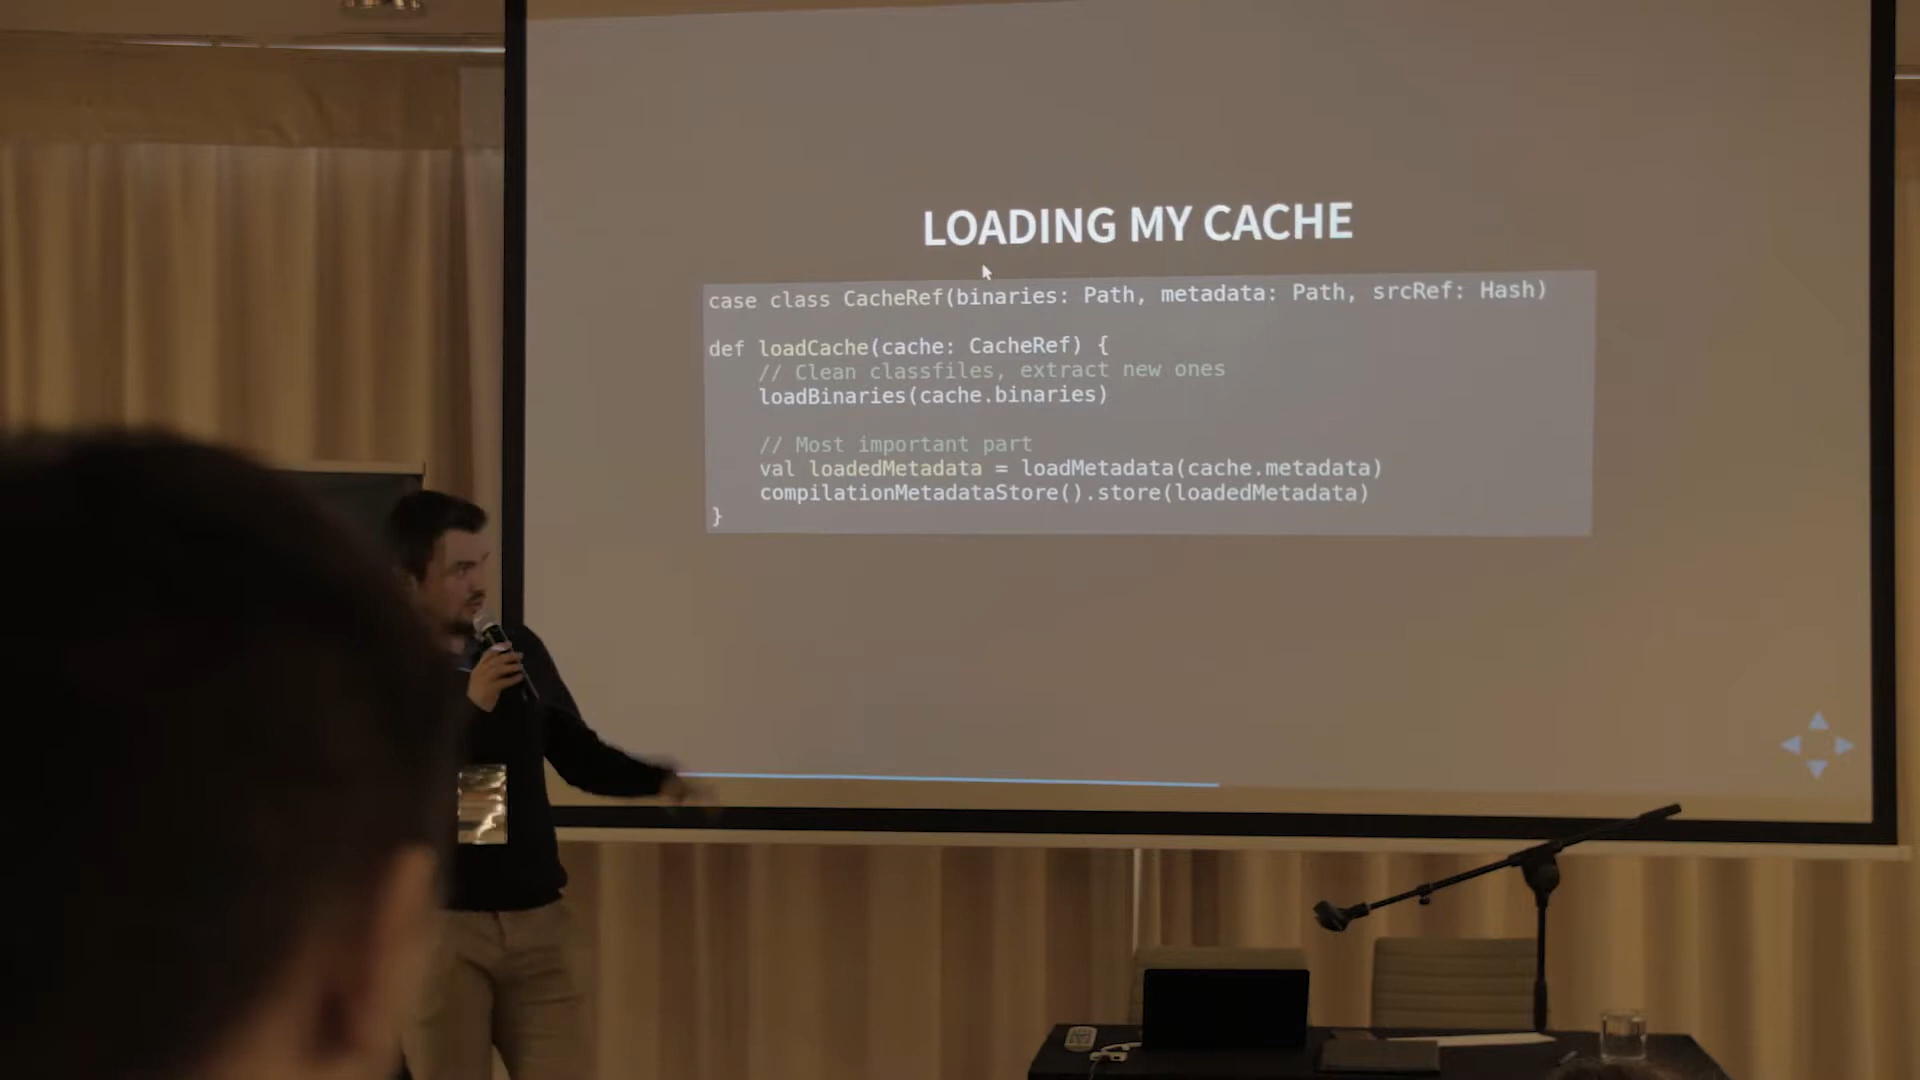 LOADING MY CACHE
case class CacheRef(binaries: Path, metadata: Path, srcRef: Hash)
def loadCache(cache: CacheRef) {
// Clean classfiles, extract new ones
loadBinaries(cache.binaries)
// Most important part
val loadedMetadata = loadMetadata(cache.metadata)
compilationMetadataStore().store(loadedMetadata)
}